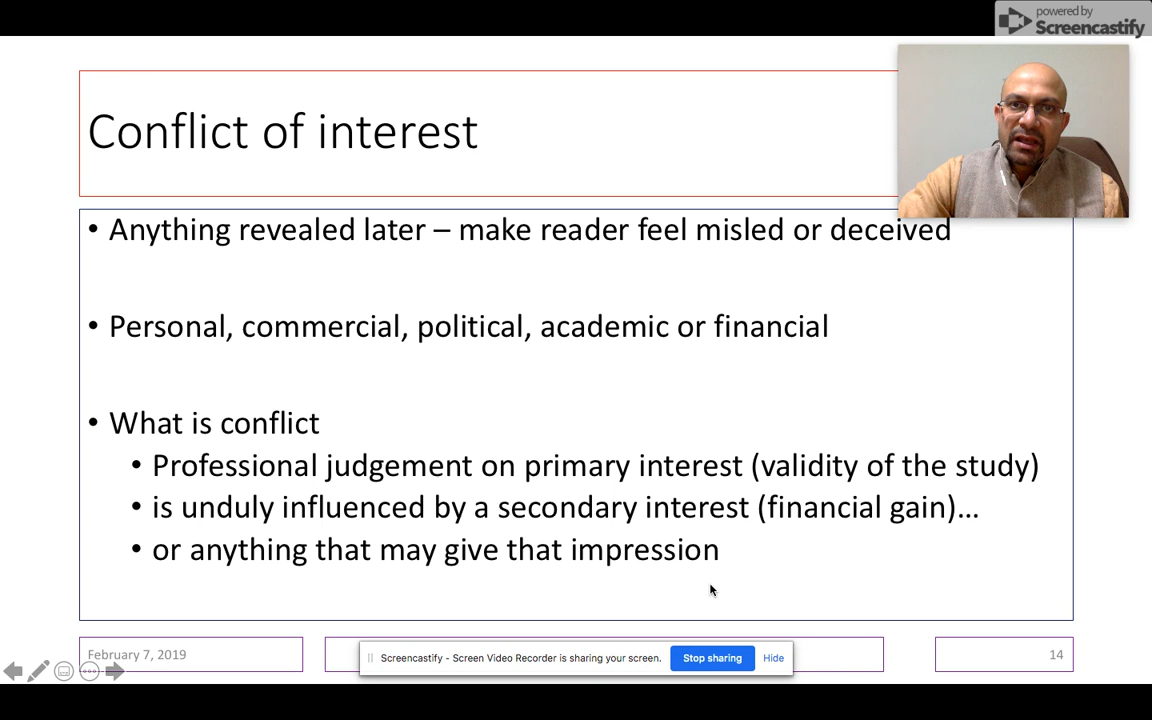 powered by
Screencastify
Conflict of interest
• Anything revealed later – make reader feel misled or deceived
• Personal, commercial, political, academic or financial
• What is conflict
• Professional judgement on primary interest (validity of the study)
• is unduly influenced by a secondary interest (financial gain)…
• or anything that may give that impression
February 7, 2019
Screencastify - Screen Video Recorder is sharing your screen.
Stop sharing
Hide
14